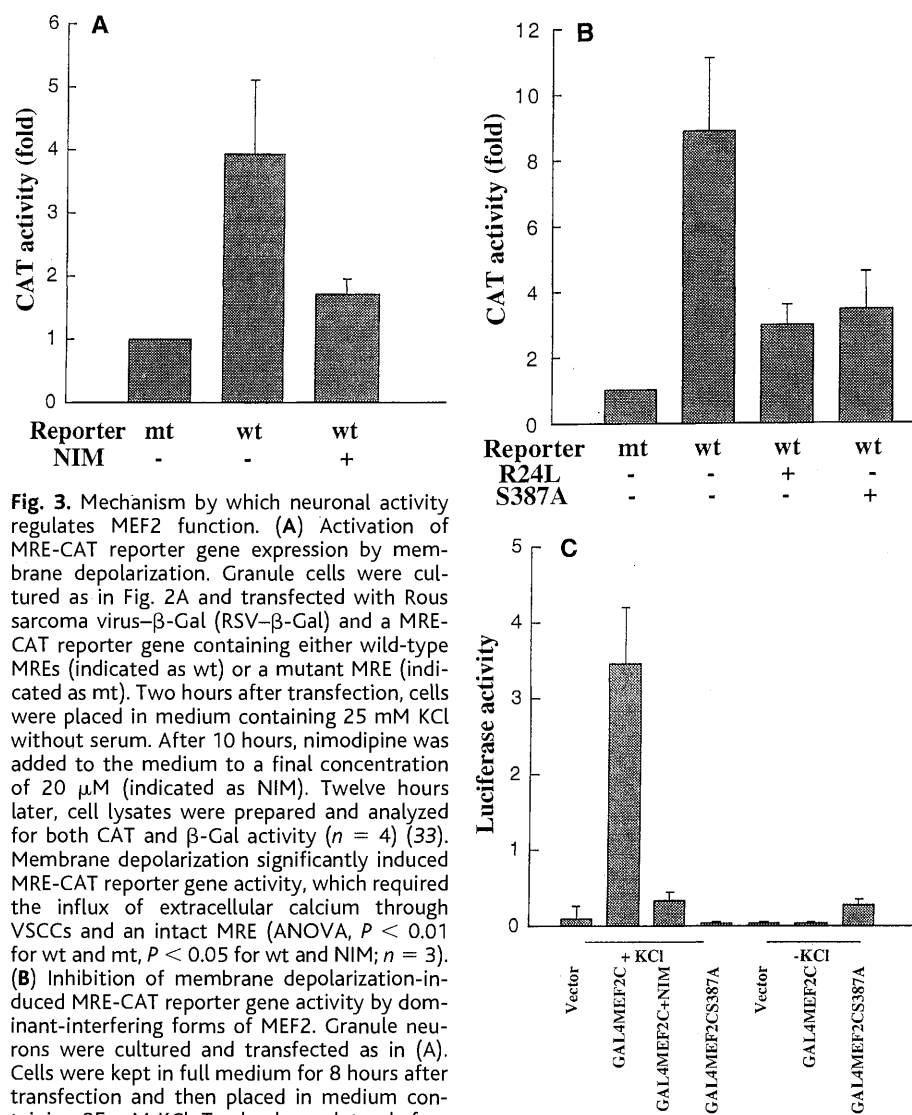 A
6
5
4
3
2
1
0
CAT activity (fold)
Reporter mt wt wt
NIM - - +
B
12
10
8
6
4
2
0
CAT activity (fold)
Reporter mt wt wt wt
R24L - - + -
S387A - - - +
Fig. 3. Mechanism by which neuronal activity
regulates MEF2 function. (A) Activation of
MRE-CAT reporter gene expression by mem-
brane depolarization. Granule cells were cul-
tured as in Fig. 2A and transfected with Rous
sarcoma virus–β-Gal (RSV–β-Gal) and a MRE-
CAT reporter gene containing either wild-type
MREs (indicated as wt) or a mutant MRE (indi-
cated as mt). Two hours after transfection, cells
were placed in medium containing 25 mM KCl
without serum. After 10 hours, nimodipine was
added to the medium to a final concentration
of 20 μM (indicated as NIM). Twelve hours
later, cell lysates were prepared and analyzed
for both CAT and β-Gal activity (n = 4) (33).
Membrane depolarization significantly induced
MRE-CAT reporter gene activity, which required
the influx of extracellular calcium through
VSCCs and an intact MRE (ANOVA, P < 0.01
for wt and mt, P < 0.05 for wt and NIM; n = 3).
(B) Inhibition of membrane depolarization-in-
duced MRE-CAT reporter gene activity by dom-
inant-interfering forms of MEF2. Granule neu-
rons were cultured and transfected as in (A).
Cells were kept in full medium for 8 hours after
transfection and then placed in medium con-
C
5
4
3
2
1
0
Luciferase activity
+ KCl
-KCl
Vector
GAL4MEF2C
GAL4MEF2C+NIM
GAL4MEF2CS387A
Vector
GAL4MEF2C
GAL4MEF2CS387A